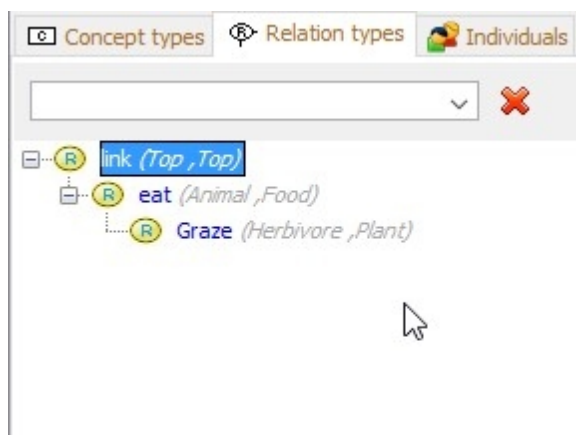 Concept types Relation types Individuals
link (Top ,Top)
eat (Animal ,Food)
Graze (Herbivore ,Plant)